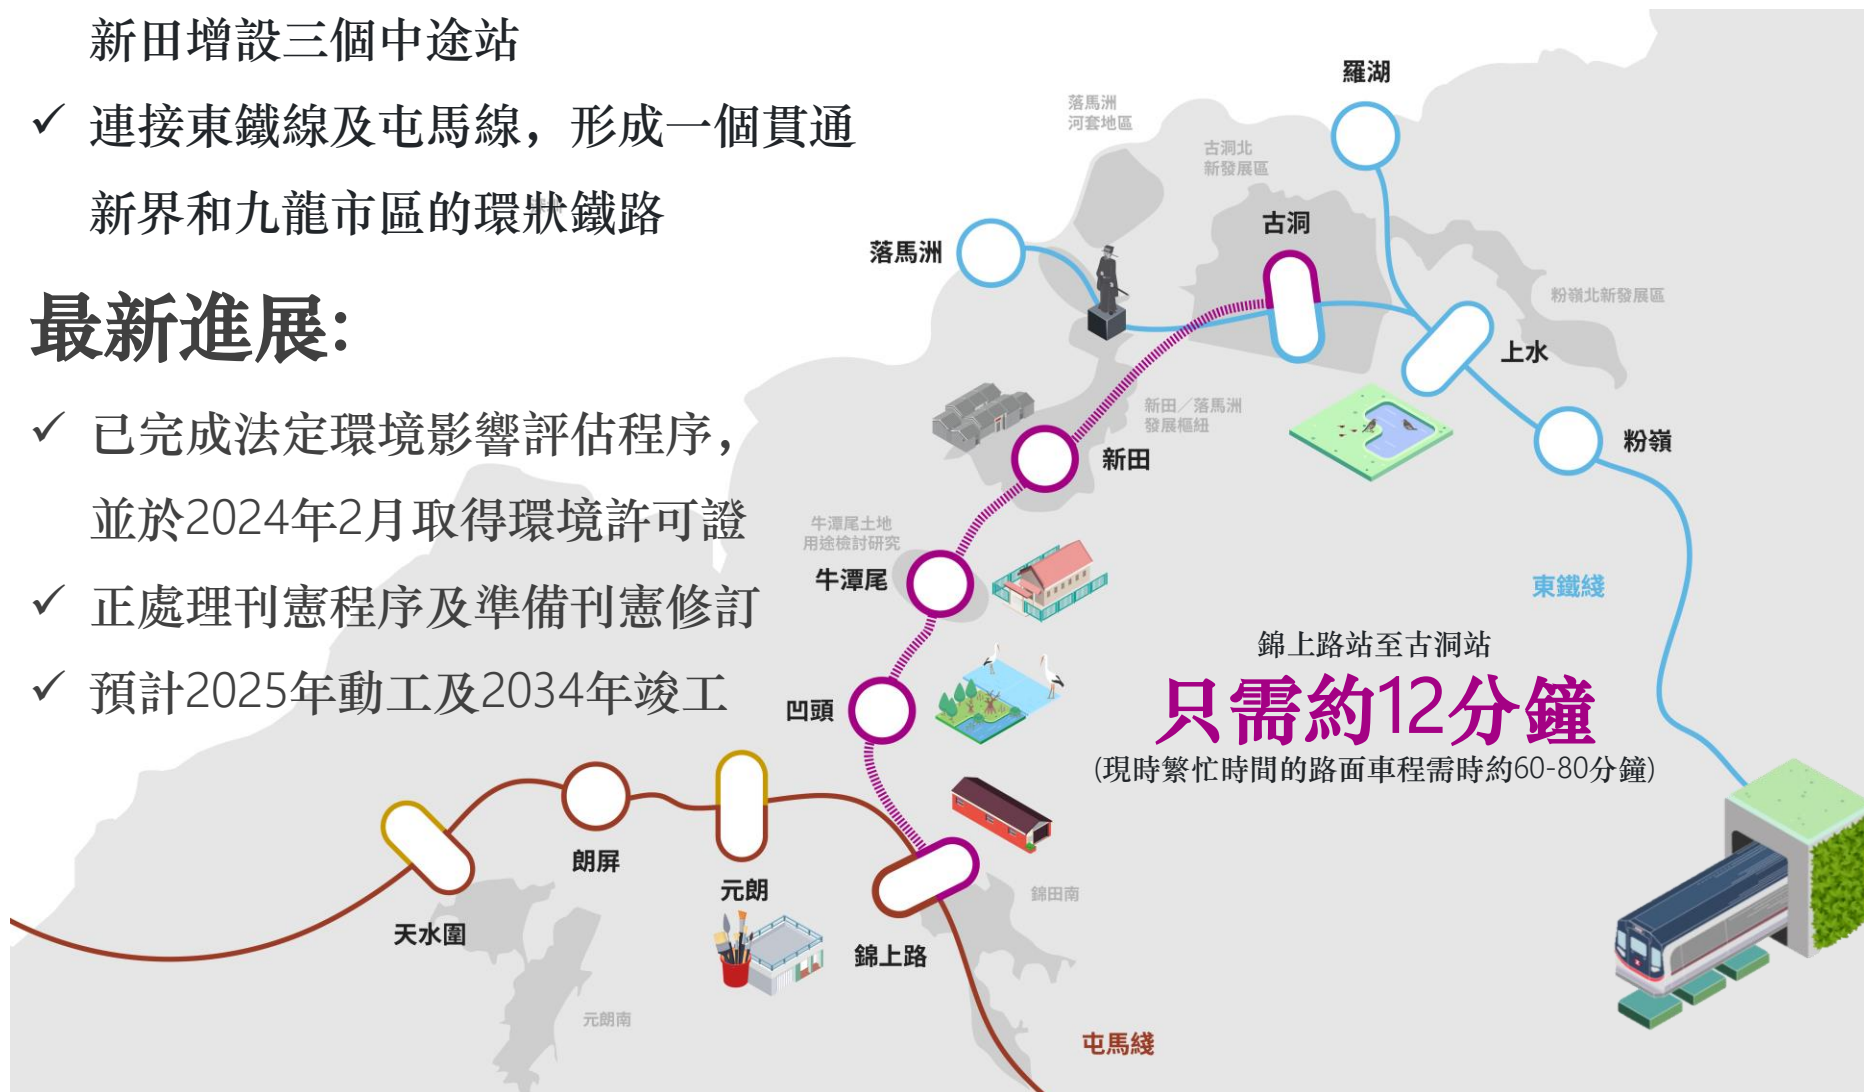 新田增設三個中途站
✓ 連接東鐵線及屯馬線，形成一個貫通
新界和九龍市區的環狀鐵路
最新進展:
✓ 已完成法定環境影響評估程序，
並於2024年2月取得環境許可證
✓ 正處理刊憲程序及準備刊憲修訂
✓ 預計2025年動工及2034年竣工
羅湖
落馬洲
河套地區
古洞北
新發展區
古洞
落馬洲
粉嶺北新發展區
上水
新田／落馬洲
發展樞紐
粉嶺
新田
牛潭尾土地
用途檢討研究
牛潭尾
東鐵綫
錦上路站至古洞站
只需約12分鐘
(現時繁忙時間的路面車程需時約60-80分鐘)
凹頭
朗屏
元朗
錦田南
天水圍
錦上路
元朗南
屯馬綫